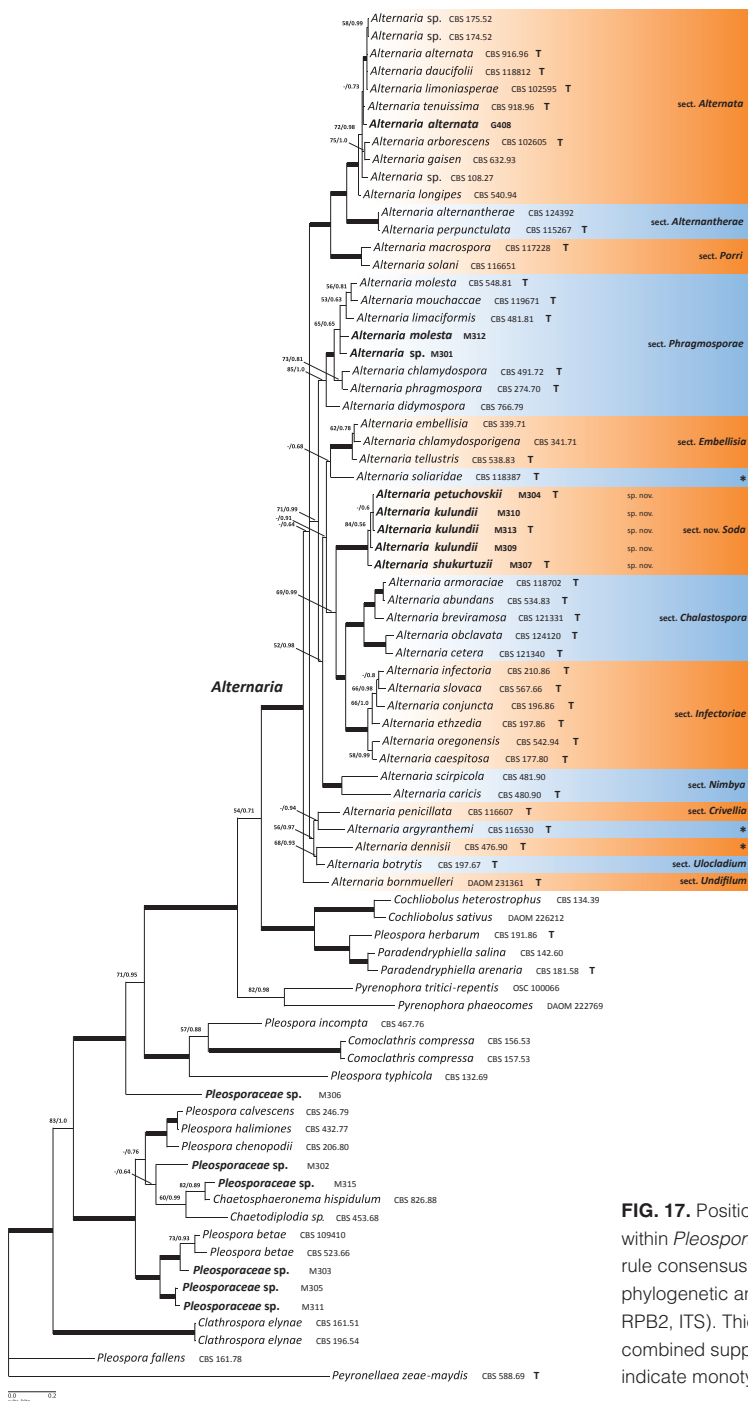 58/0.99
Alternaria sp. CBS 175.52
Alternaria sp. CBS 174.52
Alternaria alternata CBS 916.96 T
Alternaria daucifolii CBS 118812 T
-/0.73
Alternaria limoniasperae CBS 102595 T
Alternaria tenuissima CBS 918.96 T
sect. Alternata
Alternaria alternata G408
72/0.98
75/1.0
Alternaria arborescens CBS 102605 T
Alternaria gaisen CBS 632.93
Alternaria sp. CBS 108.27
Alternaria longipes CBS 540.94
Alternaria alternantherae CBS 124392
Alternaria perpunctulata CBS 115267 T
sect. Alternantherae
Alternaria macrospora CBS 117228 T
Alternaria solani CBS 116651
sect. Porri
56/0.81
53/0.63
Alternaria molesta CBS 548.81 T
Alternaria mouchaccae CBS 119671 T
Alternaria limaciformis CBS 481.81 T
65/0.65
Alternaria molesta M312
Alternaria sp. M301
sect. Phragmosporae
73/0.81
85/1.0
Alternaria chlamydospora CBS 491.72 T
Alternaria phragmospora CBS 274.70 T
Alternaria didymospora CBS 766.79
62/0.78
Alternaria embellisia CBS 339.71
Alternaria chlamydosporigena CBS 341.71
sect. Embellisia
-/0.68
Alternaria tellustris CBS 538.83 T
Alternaria soliaridae CBS 118387 T *
71/0.99
-/0.91
-/0.64
-/0.6
84/0.56
Alternaria petuchovskii M304 T sp. nov.
Alternaria kulundii M310 sp. nov.
Alternaria kulundii M313 T sp. nov.
sect. nov. Soda
Alternaria kulundii M309 sp. nov.
Alternaria shukurtuzii M307 T sp. nov.
69/0.99
Alternaria armoraciae CBS 118702 T
Alternaria abundans CBS 534.83 T
Alternaria breviramosa CBS 121331 T
sect. Chalastospora
Alternaria obclavata CBS 124120 T
Alternaria cetera CBS 121340 T
52/0.98
-/0.8
66/0.98
66/1.0
Alternaria
Alternaria infectoria CBS 210.86 T
Alternaria slovaca CBS 567.66 T
Alternaria conjuncta CBS 196.86 T
sect. Infectoriae
Alternaria ethzedia CBS 197.86 T
Alternaria oregonensis CBS 542.94 T
58/0.99
Alternaria caespitosa CBS 177.80 T
Alternaria scirpicola CBS 481.90
Alternaria caricis CBS 480.90 T
sect. Nimbya
-/0.94
Alternaria penicillata CBS 116607 T sect. Crivellia
54/0.71
56/0.97
68/0.93
Alternaria argyranthemi CBS 116530 T *
Alternaria dennisii CBS 476.90 T *
Alternaria botrytis CBS 197.67 T sect. Ulocladium
Alternaria bornmuelleri DAOM 231361 T sect. Undifilum
Cochliobolus heterostrophus CBS 134.39
Cochliobolus sativus DAOM 226212
Pleospora herbarum CBS 191.86 T
Paradendryphiella salina CBS 142.60
71/0.95
Paradendryphiella arenaria CBS 181.58 T
82/0.98
Pyrenophora tritici-repentis OSC 100066
Pyrenophora phaeocomes DAOM 222769
57/0.88
Pleospora incompta CBS 467.76
Comoclathris compressa CBS 156.53
Comoclathris compressa CBS 157.53
Pleospora typhicola CBS 132.69
Pleosporaceae sp. M306
83/1.0
Pleospora calvescens CBS 246.79
Pleospora halimiones CBS 432.77
-/0.76
-/0.64
Pleospora chenopodii CBS 206.80
Pleosporaceae sp. M302
82/0.89
60/0.99
Pleosporaceae sp. M315
Chaetosphaeronema hispidulum CBS 826.88
Chaetodiplodia sp. CBS 453.68
73/0.93
Pleospora betae CBS 109410
Pleospora betae CBS 523.66
Pleosporaceae sp. M303
Pleosporaceae sp. M305
Pleosporaceae sp. M311
Clathrospora elynae CBS 161.51
Clathrospora elynae CBS 196.54
Pleospora fallens CBS 161.78
Peyronellaea zeae-maydis CBS 588.69 T
0.0 0.2
FIG. 17. Positio
within Pleospor
rule consensus
phylogenetic ar
RPB2, ITS). Thic
combined supp
indicate monoty